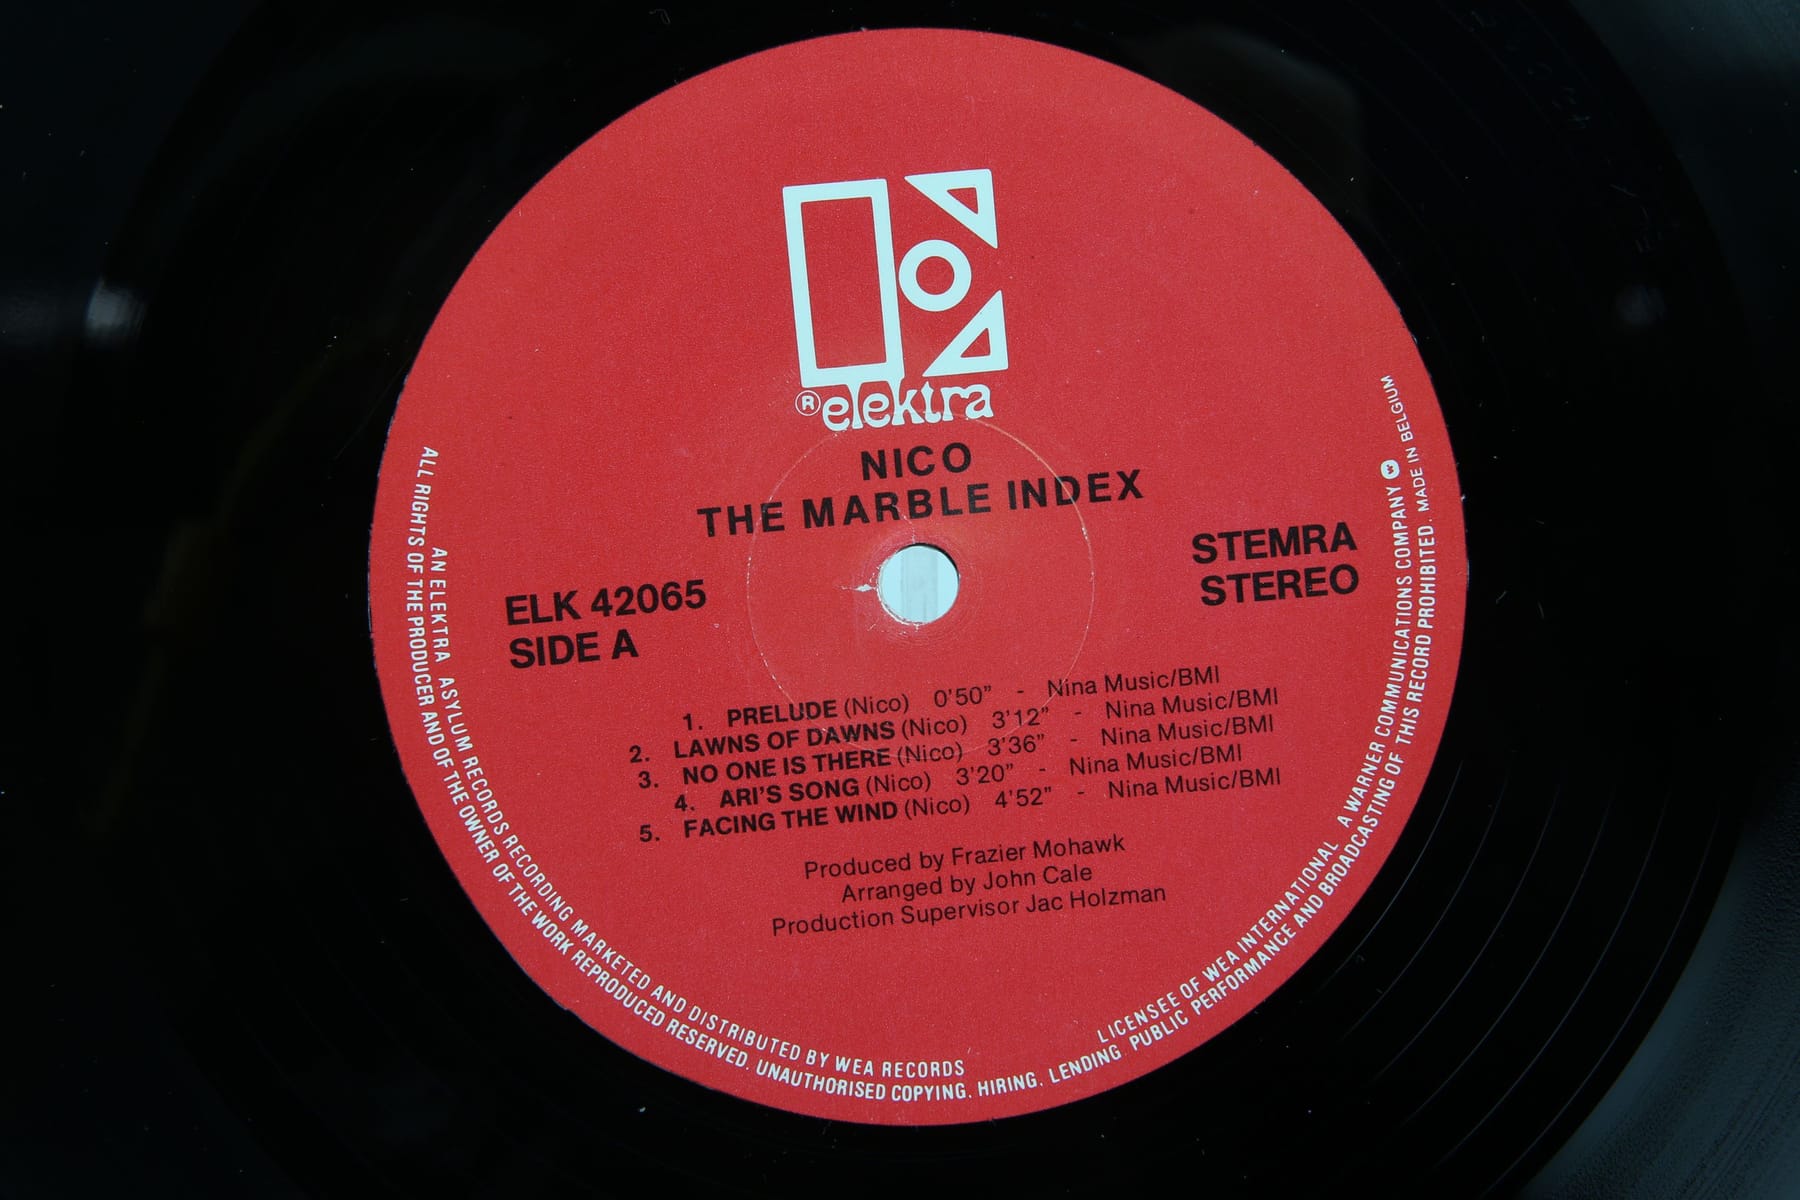 ® elektra
NICO
THE MARBLE INDEX
STEMRA
STEREO
ELK 42065
SIDE A
1. PRELUDE (Nico) 0'50" - Nina Music/BMI
2. LAWNS OF DAWNS (Nico) 3'12" - Nina Music/BMI
3. NO ONE IS THERE (Nico) 3'36" - Nina Music/BMI
4. ARI'S SONG (Nico) 3'20" - Nina Music/BMI
5. FACING THE WIND (Nico) 4'52" - Nina Music/BMI
Produced by Frazier Mohawk
Arranged by John Cale
Production Supervisor Jac Holzman
AN ELEKTRA ASYLUM RECORDS RECORDING MARKETED AND DISTRIBUTED BY WEA RECORDS
LICENSEE OF WEA INTERNATIONAL A WARNER COMMUNICATIONS COMPANY
ALL RIGHTS OF THE PRODUCER AND OF THE OWNER OF THE WORK REPRODUCED RESERVED. UNAUTHORISED COPYING. HIRING. LENDING PUBLIC PERFORMANCE AND BROADCASTING OF THIS RECORD PROHIBITED. MADE IN BELGIUM